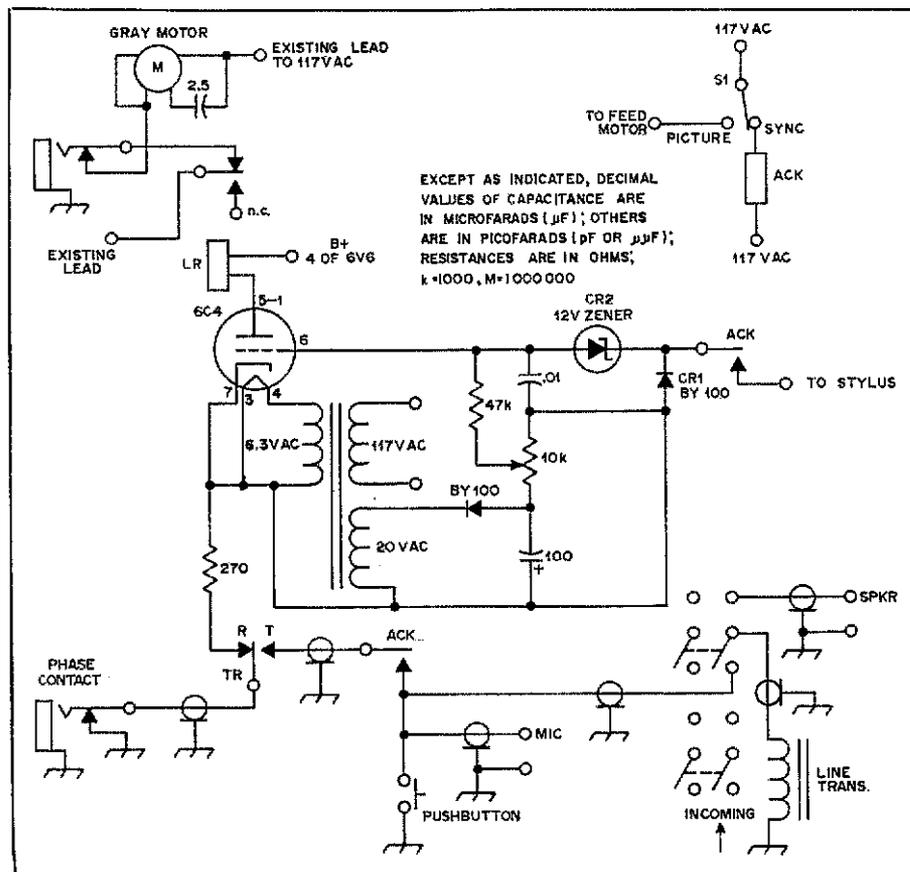 GRAY MOTOR
M
2.5
EXISTING LEAD
TO 117VAC
117VAC
S1
TO FEED
MOTOR
PICTURE
SYNC
ACK
117 VAC
n.c.
EXISTING
LEAD
EXCEPT AS INDICATED, DECIMAL
VALUES OF CAPACITANCE ARE
IN MICROFARADS (μF); OTHERS
ARE IN PICOFARADS (pF OR μμF);
RESISTANCES ARE IN OHMS;
k=1000, M=1000000
LR
B+
4 OF 6V6
5-1
6C4
6
7
3
4
CR2
12V ZENER
ACK
TO STYLUS
.01
CR1
BY 100
47k
10k
6.3VAC
117VAC
BY 100
20VAC
100
+
270
R
T
TR
ACK
PHASE
CONTACT
SPKR
MIC
PUSHBUTTON
LINE
TRANS.
INCOMING